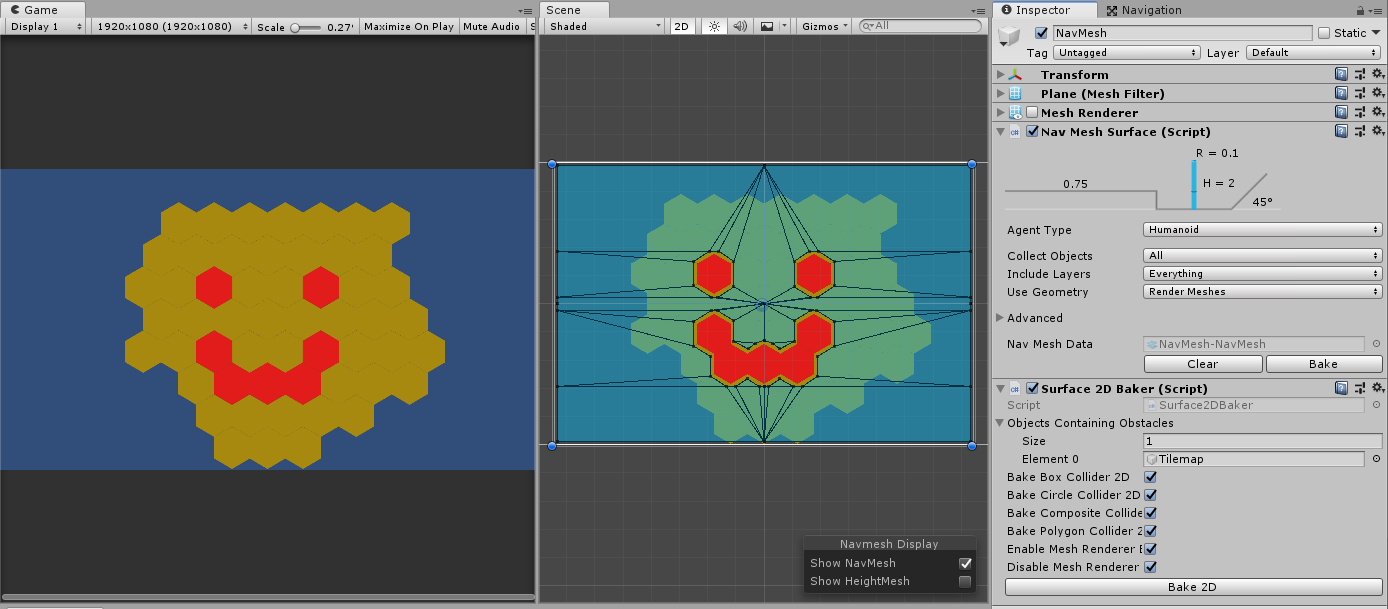 Game
Display 1
1920x1080 (1920x1080)
Scale
0.27
Maximize On Play
Mute Audio
Scene
Shaded
2D
Gizmos
All
Navmesh Display
Show NavMesh
Show HeightMesh
Inspector
Navigation
NavMesh
Static
Tag
Untagged
Layer
Default
Transform
Plane (Mesh Filter)
Mesh Renderer
Nav Mesh Surface (Script)
R = 0.1
0.75
H = 2
45°
Agent Type
Humanoid
Collect Objects
All
Include Layers
Everything
Use Geometry
Render Meshes
Advanced
Nav Mesh Data
NavMesh-NavMesh
Clear
Bake
Surface 2D Baker (Script)
Script
Surface2DBaker
Objects Containing Obstacles
Size
1
Element 0
Tilemap
Bake Box Collider 2D
Bake Circle Collider 2D
Bake Composite Collide
Bake Polygon Collider 2
Enable Mesh Renderer
Disable Mesh Renderer
Bake 2D